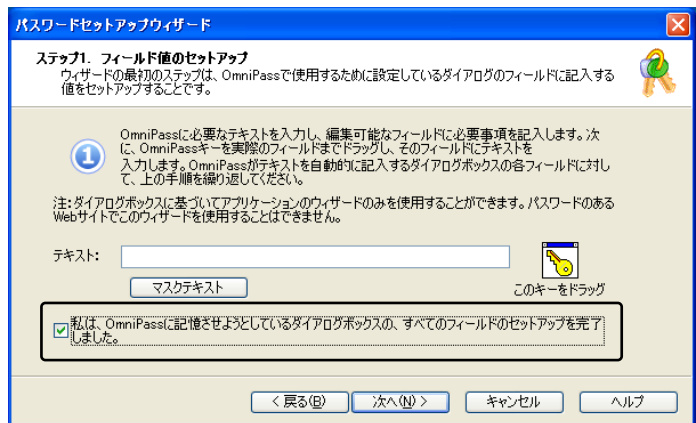 パスワードセットアップウィザード
ステップ1. フィールド値のセットアップ
ウィザードの最初のステップは、OmniPassで使用するために設定しているダイアログのフィールドに記入する
値をセットアップすることです。
OmniPassに必要なテキストを入力し、編集可能なフィールドに必要事項を記入します。次
に、OmniPassキーを実際のフィールドまでドラッグし、そのフィールドにテキストを
入力します。OmniPassがテキストを自動的に記入するダイアログボックスの各フィールドに対し
て、上の手順を繰り返してください。
注:ダイアログボックスに基づいてアプリケーションのウィザードのみを使用することができます。パスワードのある
Webサイトでこのウィザードを使用することはできません。
テキスト:
マスクテキスト
このキーをドラッグ
私は、OmniPassに記憶させようとしているダイアログボックスの、すべてのフィールドのセットアップを完了
しました。
< 戻る(B) 次へ(N) > キャンセル ヘルプ